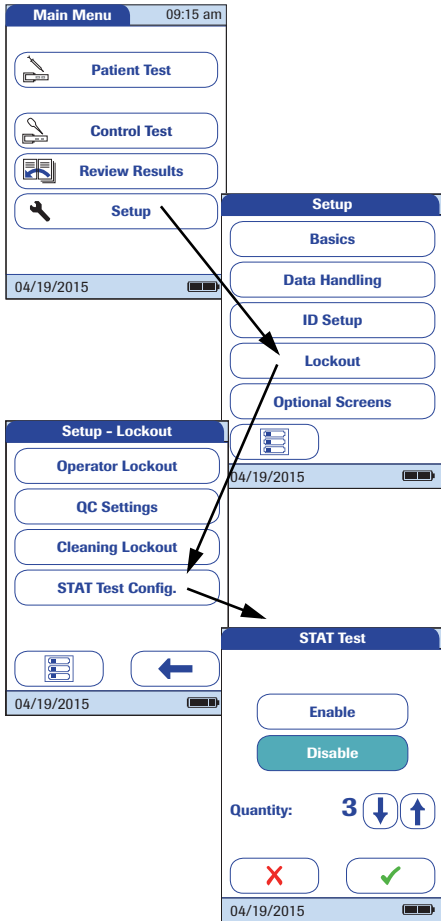 Main Menu 09:15 am
Patient Test
Control Test
Review Results
Setup
04/19/2015
Setup
Basics
Data Handling
ID Setup
Lockout
Optional Screens
04/19/2015
Setup - Lockout
Operator Lockout
QC Settings
Cleaning Lockout
STAT Test Config.
04/19/2015
STAT Test
Enable
Disable
Quantity: 3
04/19/2015